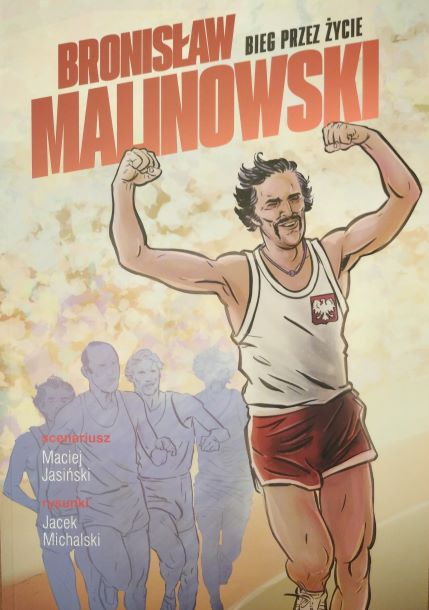 BRONISŁAW
BIEG PRZEZ ŻYCIE
MALINOWSKI
scenariusz
Maciej
Jasiński
rysunki
Jacek
Michalski